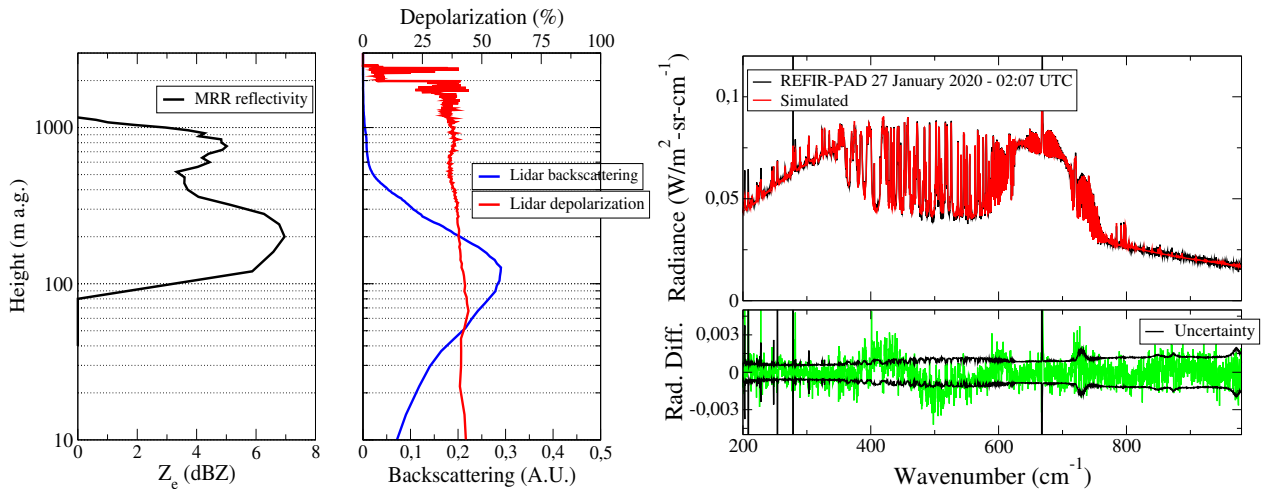 MRR reflectivity
Height (m a.g.)
1000
100
10
0
2
4
6
8
Z_e (dBZ)
Depolarization (%)
0
25
50
75
100
Lidar backscattering
Lidar depolarization
0
0,1
0,2
0,3
0,4
0,5
Backscattering (A.U.)
REFIR-PAD 27 January 2020 - 02:07 UTC
Simulated
Radiance (W/m²-sr-cm⁻¹)
0,1
0,05
0
Uncertainty
Rad. Diff.
0,003
0
-0,003
200
400
600
800
Wavenumber (cm⁻¹)